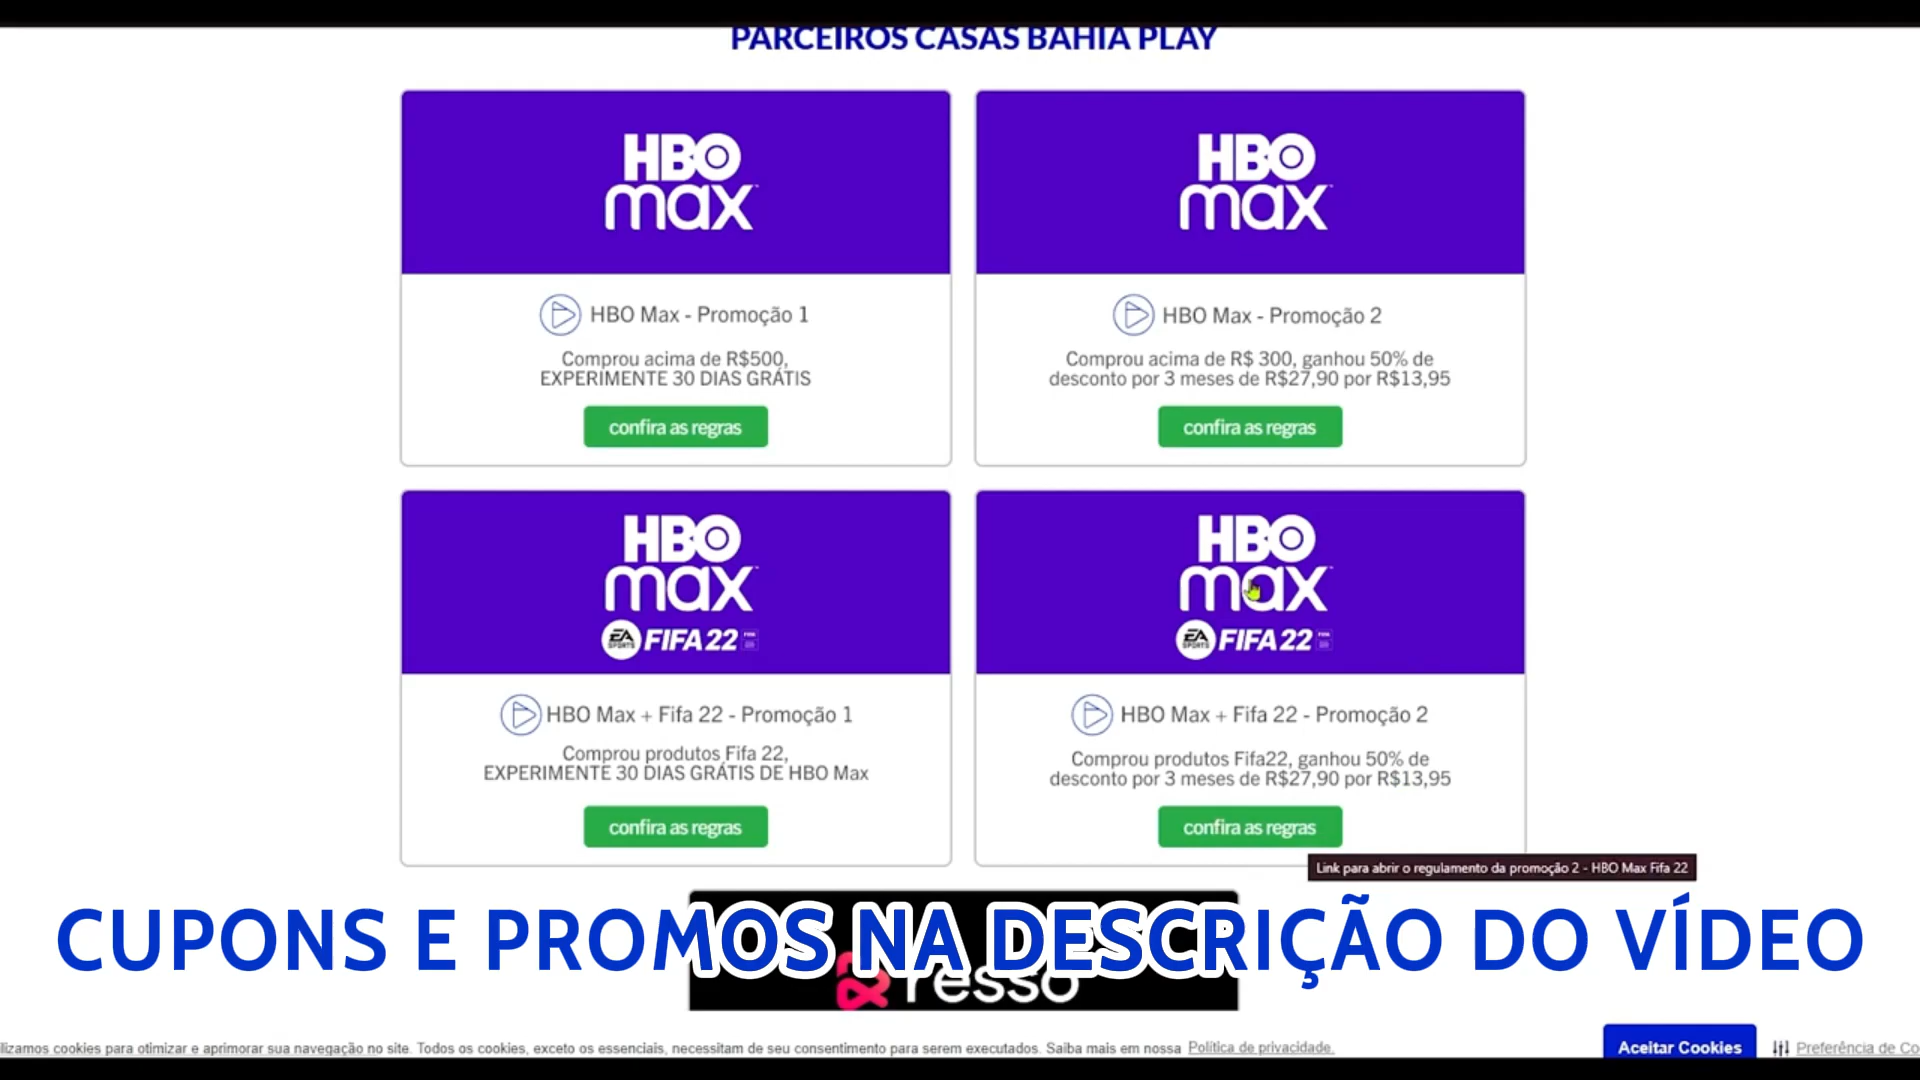 PARCEIROS CASAS BAHIA PLAY
HBO
max
HBO
max
HBO Max - Promoção 1
Comprou acima de R$500,
EXPERIMENTE 30 DIAS GRÁTIS
confira as regras
HBO Max - Promoção 2
Comprou acima de R$ 300, ganhou 50% de
desconto por 3 meses de R$27,90 por R$13,95
confira as regras
HBO
max
EA SPORTS FIFA 22
HBO
max
EA SPORTS FIFA 22
HBO Max + Fifa 22 - Promoção 1
Comprou produtos Fifa 22,
EXPERIMENTE 30 DIAS GRÁTIS DE HBO Max
confira as regras
HBO Max + Fifa 22 - Promoção 2
Comprou produtos Fifa22, ganhou 50% de
desconto por 3 meses de R$27,90 por R$13,95
confira as regras
Link para abrir o regulamento da promoção 2 - HBO Max Fifa 22
CUPONS E PROMOS NA DESCRIÇÃO DO VÍDEO
resso
lizamos cookies para otimizar e aprimorar sua navegação no site. Todos os cookies, exceto os essenciais, necessitam de seu consentimento para serem executados. Saiba mais em nossa Política de privacidade.
Aceitar Cookies
Preferência de Co